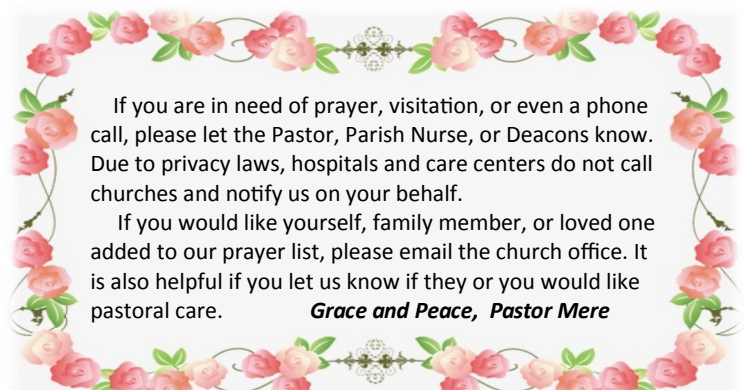 If you are in need of prayer, visitation, or even a phone
call, please let the Pastor, Parish Nurse, or Deacons know.
Due to privacy laws, hospitals and care centers do not call
churches and notify us on your behalf.
If you would like yourself, family member, or loved one
added to our prayer list, please email the church office. It
is also helpful if you let us know if they or you would like
pastoral care. Grace and Peace, Pastor Mere